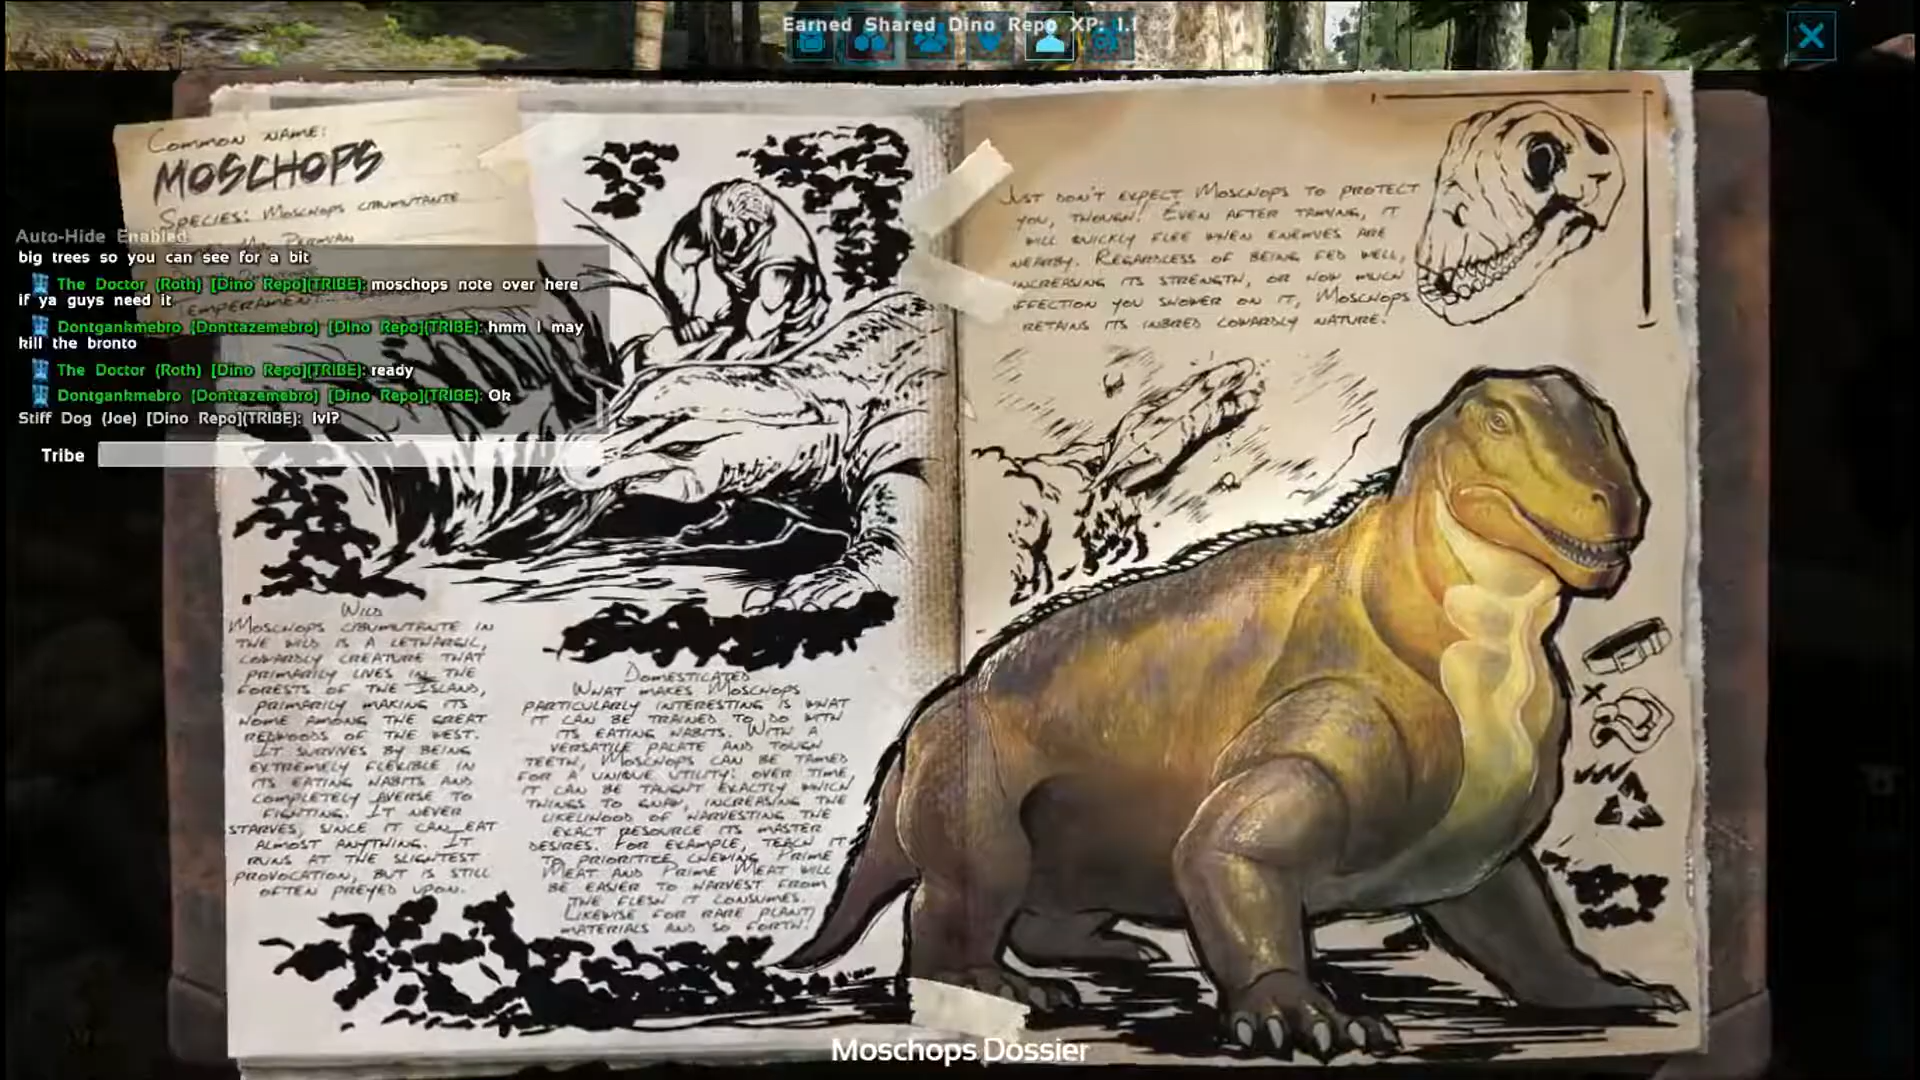 Earned Shared Dino Repo XP: 1.1
Common name:
MOSCHOPS
Species: Moschops cibumutante
Permian
Temperament:
Auto-Hide Enabled
big trees so you can see for a bit
The Doctor (Roth) [Dino Repo](TRIBE): moschops note over here
if ya guys need it
Dontgankmebro (Donttazemebro) [Dino Repo](TRIBE): hmm I may
kill the bronto
The Doctor (Roth) [Dino Repo](TRIBE): ready
Dontgankmebro (Donttazemebro) [Dino Repo](TRIBE): Ok
Stiff Dog (Joe) [Dino Repo](TRIBE): lvl?
Tribe
Wild
Moschops cibumutante in
the wild is a lethargic,
cowardly creature that
primarily lives in the
forests of the Island,
primarily making its
home among the great
redwoods of the west.
It survives by being
extremely flexible in
its eating habits and
completely averse to
fighting. It never
starves, since it can eat
almost anything. It
runs at the slightest
provocation, but is still
often preyed upon.
Domesticated
What makes Moschops
particularly interesting is what
it can be trained to do with
its eating habits. With a
versatile palate and tough
teeth, Moschops can be tamed
for a unique utility: over time,
it can be taught exactly which
things to gnaw, increasing the
likelihood of harvesting the
exact resource its master
desires. For example, teach it
to prioritize chewing Prime
Meat and Prime Meat will
be easier to harvest from
the flesh it consumes.
Likewise for rare plant
materials and so forth!
Just don't expect Moschops to protect
you, though! Even after taming, it
will quickly flee when enemies are
nearby. Regardless of being fed well,
increasing its strength, or how much
affection you shower on it, Moschops
retains its inbred cowardly nature.
Moschops Dossier